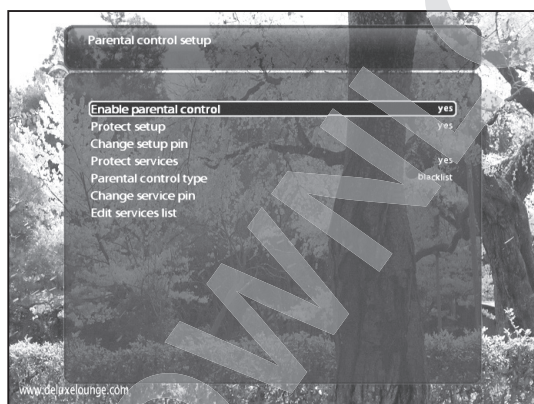 Parental control setup
Enable parental control yes
Protect setup yes
Change setup pin
Protect services yes
Parental control type blacklist
Change service pin
Edit services list
www.deluxelounge.com